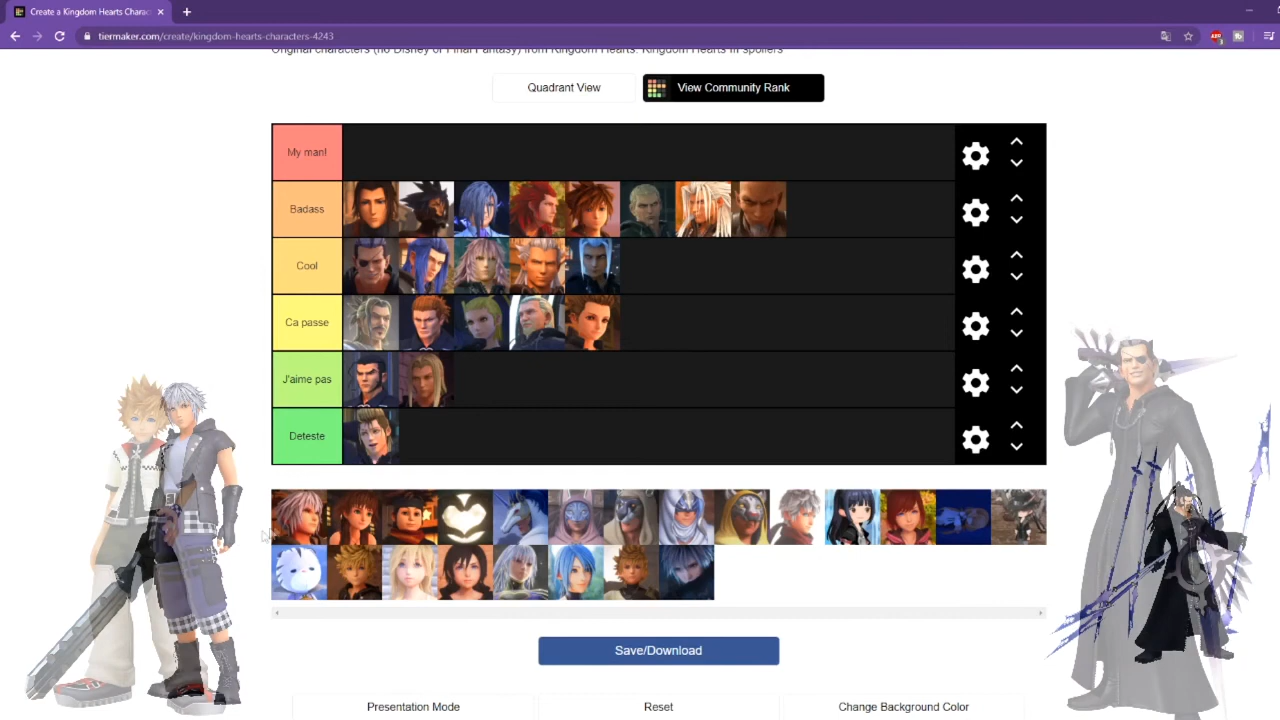 Create a Kingdom Hearts Charac
tiermaker.com/create/kingdom-hearts-characters-4243
Original characters (no Disney or Final Fantasy) from Kingdom Hearts. Kingdom Hearts III spoilers
Quadrant View
View Community Rank
My man!
Badass
Cool
Ca passe
J'aime pas
Deteste
Save/Download
Presentation Mode
Reset
Change Background Color